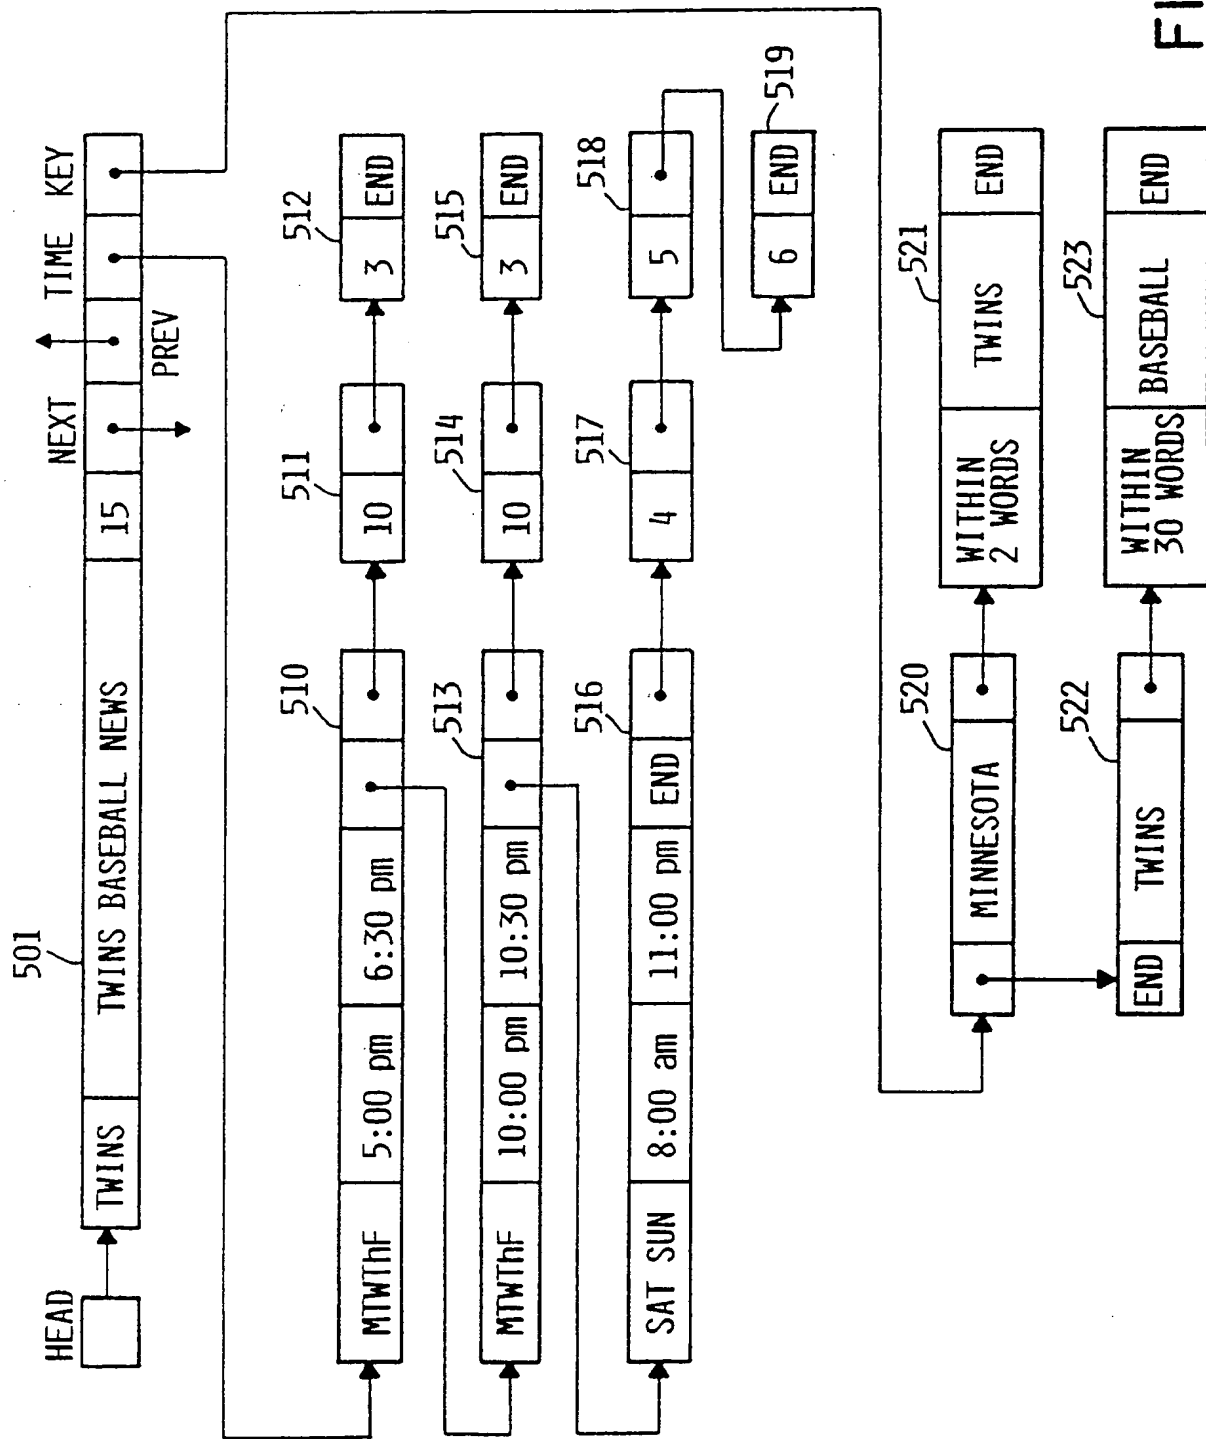 HEAD
501
NEXT
TIME
KEY
PREV
TWINS
TWINS BASEBALL NEWS
15
510
511
512
MTWThF
5:00 pm
6:30 pm
10
3
END
513
514
515
MTWThF
10:00 pm
10:30 pm
10
3
END
516
517
518
SAT SUN
8:00 am
11:00 pm
END
4
5
519
6
END
520
521
MINNESOTA
WITHIN
2 WORDS
TWINS
END
522
523
END
TWINS
WITHIN
30 WORDS
BASEBALL
END